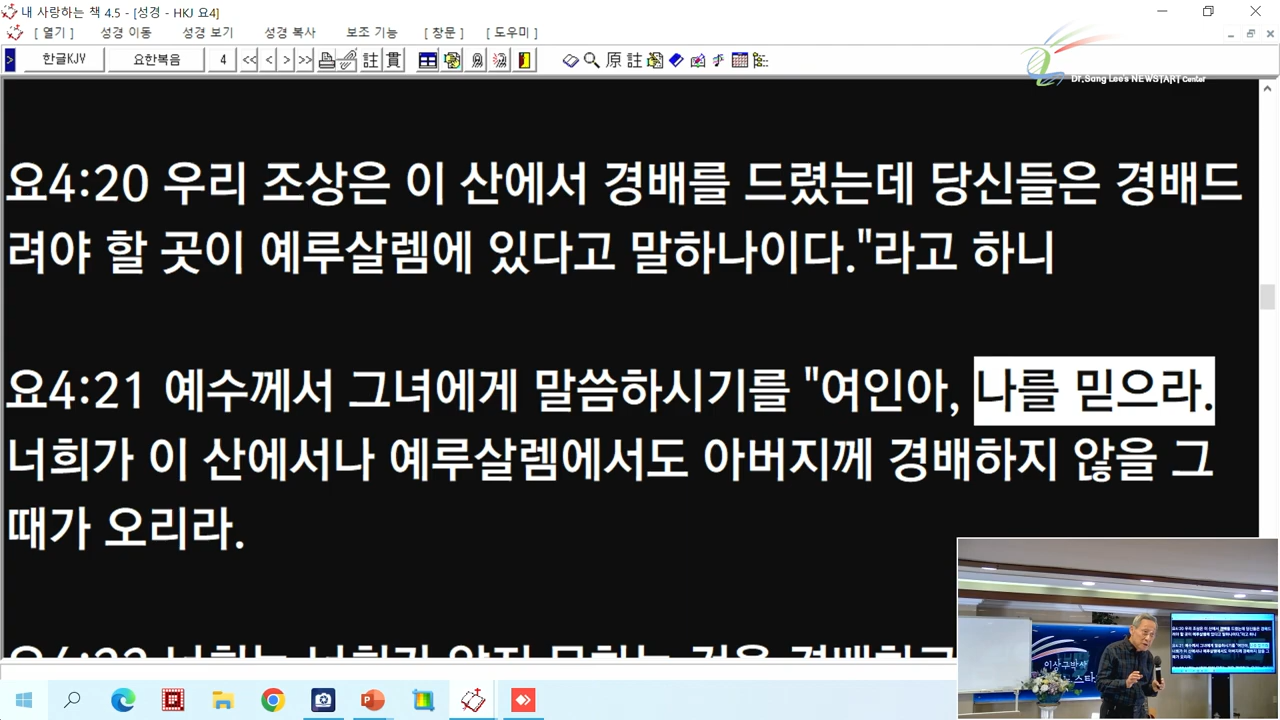 내 사랑하는 책 4.5 - [성경 - HKJ 요4]
[ 열기 ] 성경 이동 성경 보기 성경 복사 보조 기능 [ 창문 ] [ 도우미 ]
한글KJV 요한복음 4 << < > >> 註 貫 原 註
Dr.Sang Lee's NEWSTART Center
요4:20 우리 조상은 이 산에서 경배를 드렸는데 당신들은 경배드
려야 할 곳이 예루살렘에 있다고 말하나이다."라고 하니
요4:21 예수께서 그녀에게 말씀하시기를 "여인아, 나를 믿으라.
너희가 이 산에서나 예루살렘에서도 아버지께 경배하지 않을 그
때가 오리라.
이상구박사